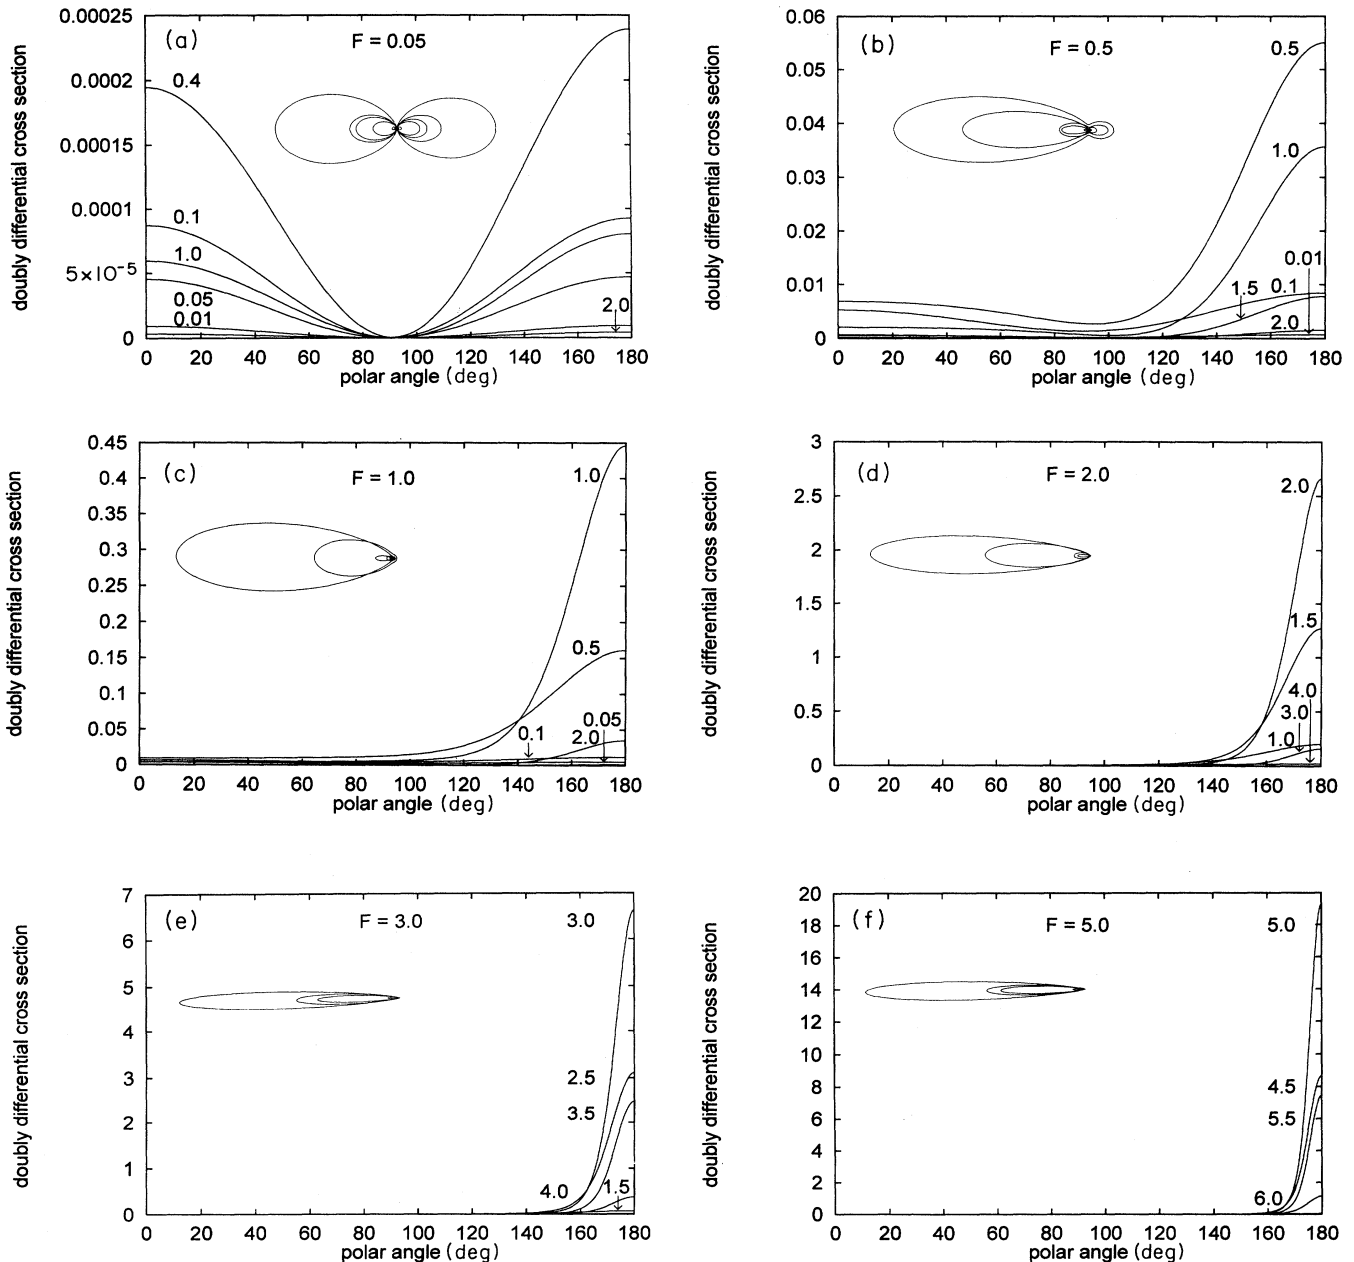 doubly differential cross section
(a)
F = 0.05
0.00025
0.0002
0.00015
0.0001
5×10⁻⁵
0
0.4
0.1
1.0
0.05
0.01
2.0
0 20 40 60 80 100 120 140 160 180
polar angle (deg)
doubly differential cross section
(b)
F = 0.5
0.06
0.05
0.04
0.03
0.02
0.01
0
0.5
1.0
0.01
1.5
0.1
2.0
0 20 40 60 80 100 120 140 160 180
polar angle (deg)
doubly differential cross section
(c)
F = 1.0
0.45
0.4
0.35
0.3
0.25
0.2
0.15
0.1
0.05
0
1.0
0.5
0.05
0.1
2.0
0 20 40 60 80 100 120 140 160 180
polar angle (deg)
doubly differential cross section
(d)
F = 2.0
3
2.5
2
1.5
1
0.5
0
2.0
1.5
4.0
3.0
1.0
0 20 40 60 80 100 120 140 160 180
polar angle (deg)
doubly differential cross section
(e)
F = 3.0
7
6
5
4
3
2
1
0
3.0
2.5
3.5
4.0
1.5
0 20 40 60 80 100 120 140 160 180
polar angle (deg)
doubly differential cross section
(f)
F = 5.0
20
18
16
14
12
10
8
6
4
2
0
5.0
4.5
5.5
6.0
0 20 40 60 80 100 120 140 160 180
polar angle (deg)